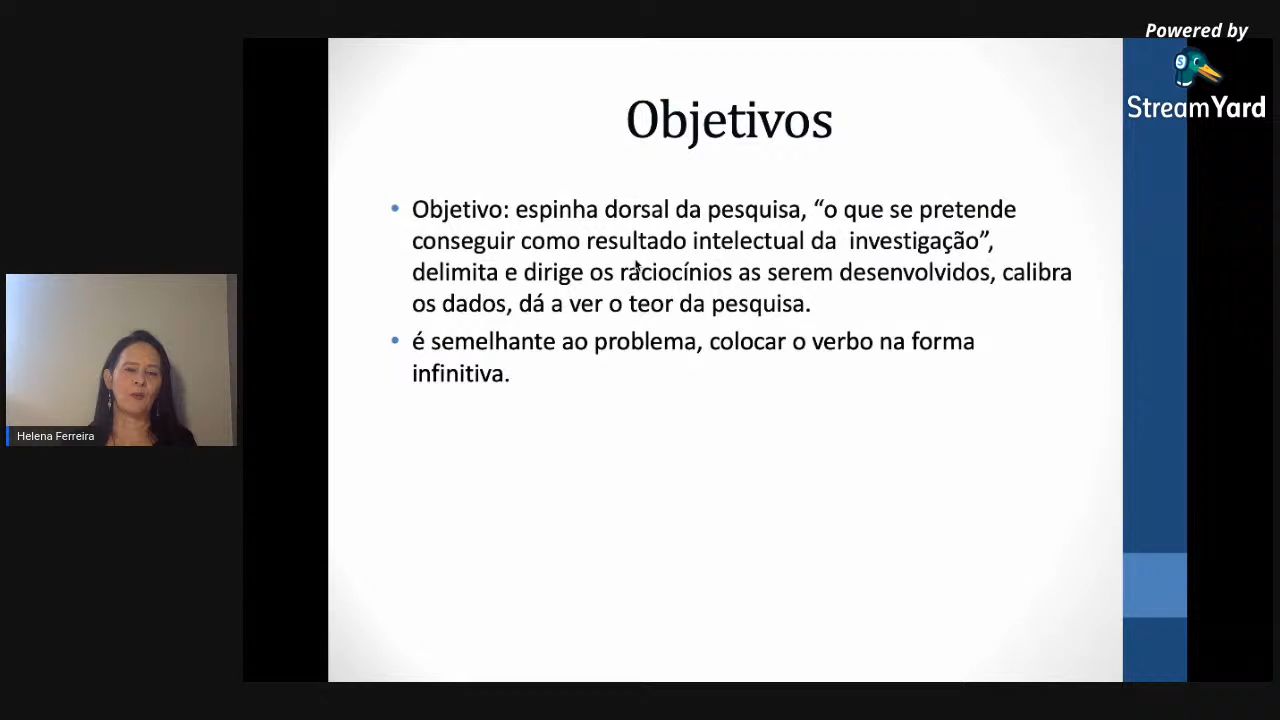 Powered by
StreamYard
Objetivos
• Objetivo: espinha dorsal da pesquisa, “o que se pretende
conseguir como resultado intelectual da  investigação”,
delimita e dirige os raciocínios as serem desenvolvidos, calibra
os dados, dá a ver o teor da pesquisa.
• é semelhante ao problema, colocar o verbo na forma
infinitiva.
Helena Ferreira